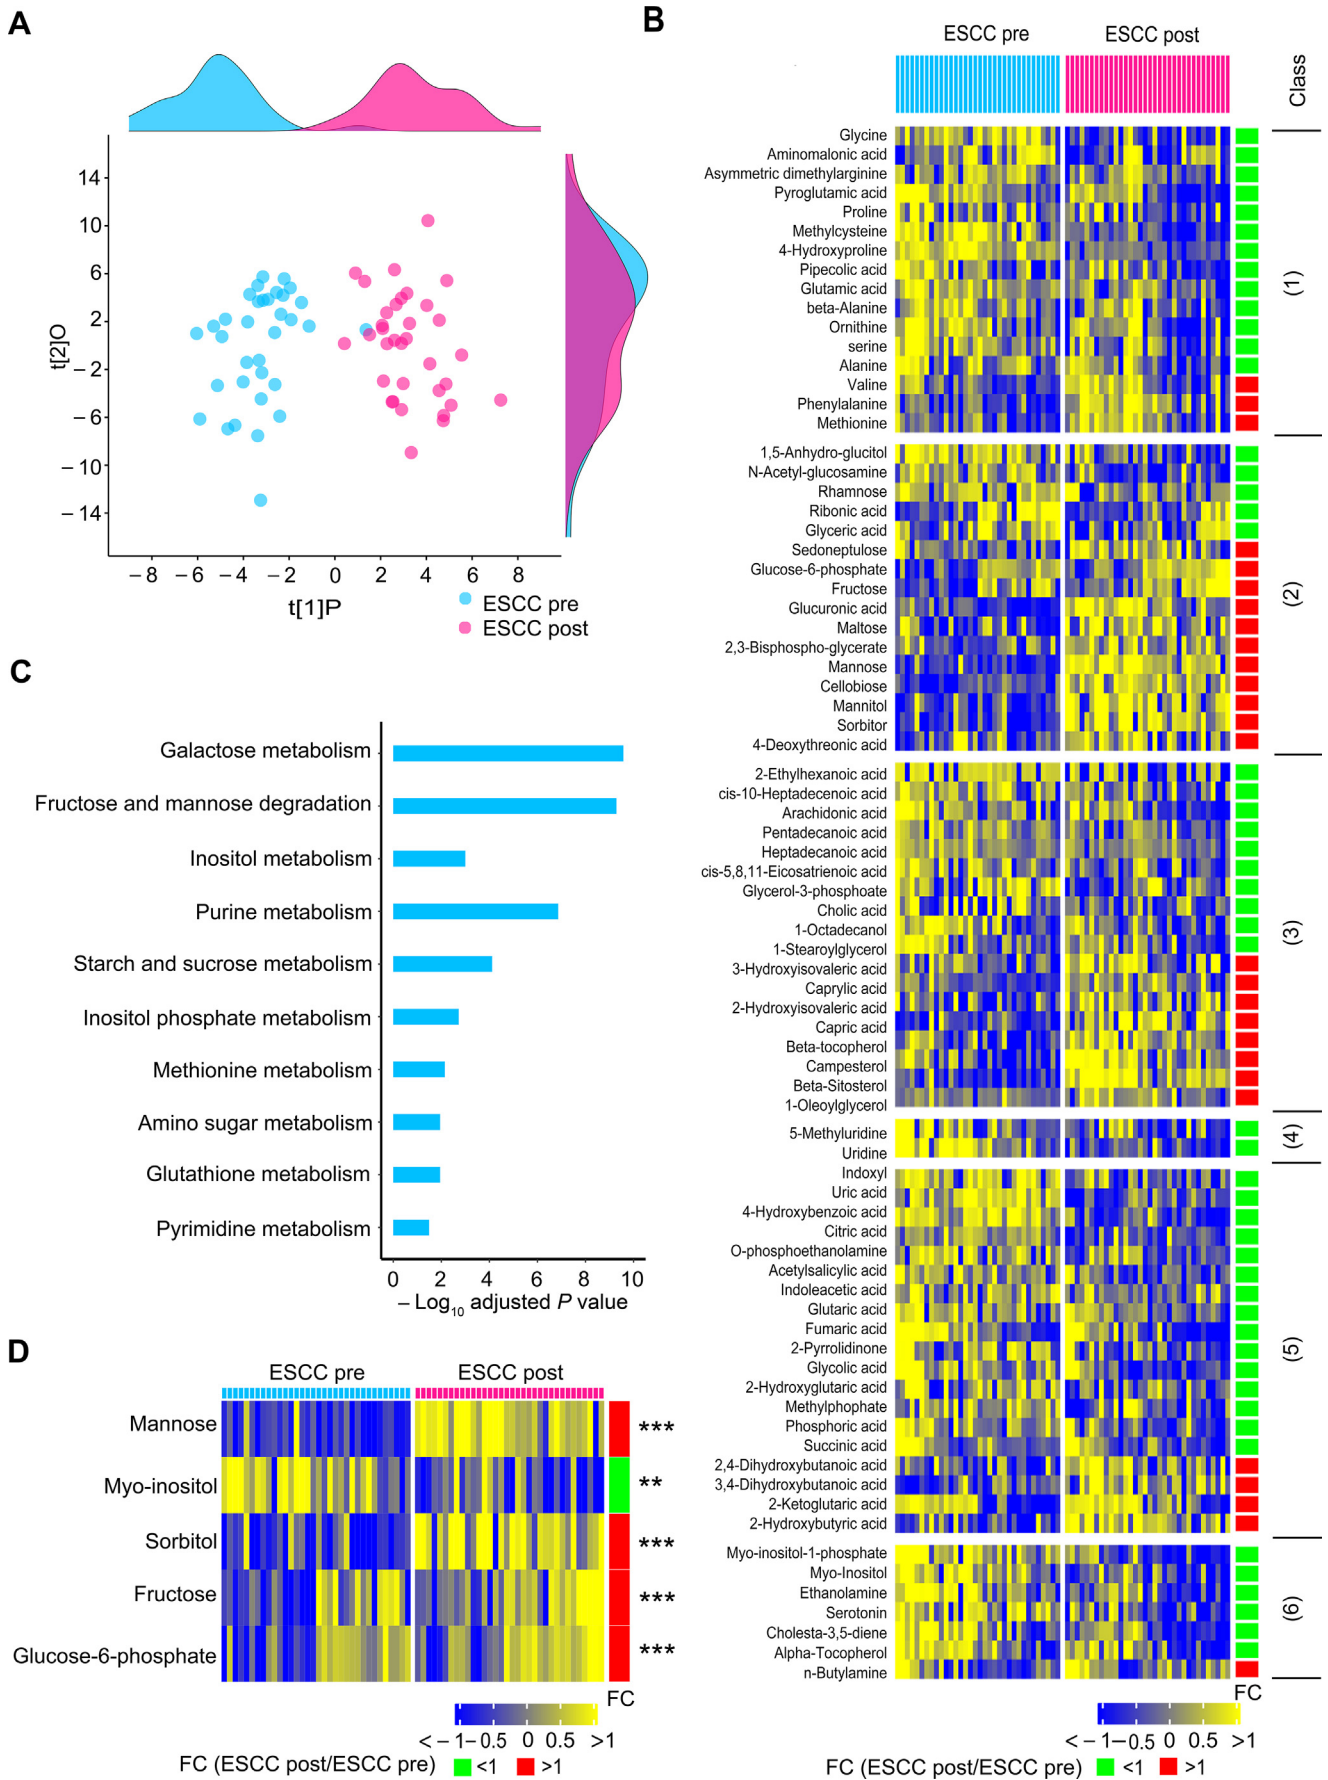 A
14
10
6
2
−2
−6
−10
−14
t[2]O
−8 −6 −4 −2 0 2 4 6 8
t[1]P
ESCC pre
ESCC post
B
ESCC pre ESCC post Class
Glycine
Aminomalonic acid
Asymmetric dimethylarginine
Pyroglutamic acid
Proline
Methylcysteine
4-Hydroxyproline
Pipecolic acid
Glutamic acid
beta-Alanine
Ornithine
serine
Alanine
Valine
Phenylalanine
Methionine
(1)
1,5-Anhydro-glucitol
N-Acetyl-glucosamine
Rhamnose
Ribonic acid
Glyceric acid
Sedoneptulose
Glucose-6-phosphate
Fructose
Glucuronic acid
Maltose
2,3-Bisphospho-glycerate
Mannose
Cellobiose
Mannitol
Sorbitor
4-Deoxythreonic acid
(2)
2-Ethylhexanoic acid
cis-10-Heptadecenoic acid
Arachidonic acid
Pentadecanoic acid
Heptadecanoic acid
cis-5,8,11-Eicosatrienoic acid
Glycerol-3-phosphoate
Cholic acid
1-Octadecanol
1-Stearoylglycerol
3-Hydroxyisovaleric acid
Caprylic acid
2-Hydroxyisovaleric acid
Capric acid
Beta-tocopherol
Campesterol
Beta-Sitosterol
1-Oleoylglycerol
(3)
5-Methyluridine
Uridine
(4)
Indoxyl
Uric acid
4-Hydroxybenzoic acid
Citric acid
O-phosphoethanolamine
Acetylsalicylic acid
Indoleacetic acid
Glutaric acid
Fumaric acid
2-Pyrrolidinone
Glycolic acid
2-Hydroxyglutaric acid
Methylphophate
Phosphoric acid
Succinic acid
2,4-Dihydroxybutanoic acid
3,4-Dihydroxybutanoic acid
2-Ketoglutaric acid
2-Hydroxybutyric acid
(5)
Myo-inositol-1-phosphate
Myo-Inositol
Ethanolamine
Serotonin
Cholesta-3,5-diene
Alpha-Tocopherol
n-Butylamine
(6)
FC
<−1−0.5 0 0.5 >1
FC (ESCC post/ESCC pre) <1 >1
C
Galactose metabolism
Fructose and mannose degradation
Inositol metabolism
Purine metabolism
Starch and sucrose metabolism
Inositol phosphate metabolism
Methionine metabolism
Amino sugar metabolism
Glutathione metabolism
Pyrimidine metabolism
0 2 4 6 8 10
−Log10 adjusted P value
D
ESCC pre ESCC post
Mannose ***
Myo-inositol **
Sorbitol ***
Fructose ***
Glucose-6-phosphate ***
FC
<−1−0.5 0 0.5 >1
FC (ESCC post/ESCC pre) <1 >1